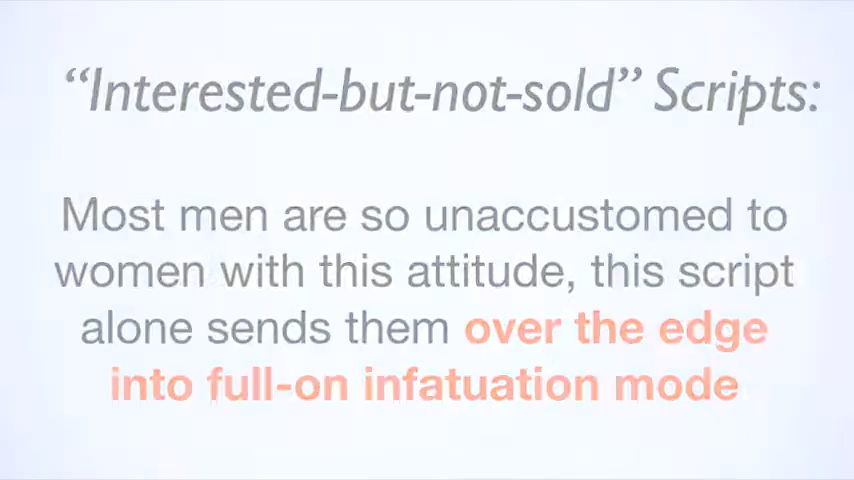 “Interested-but-not-sold” Scripts:
Most men are so unaccustomed to
women with this attitude, this script
alone sends them over the edge
into full-on infatuation mode